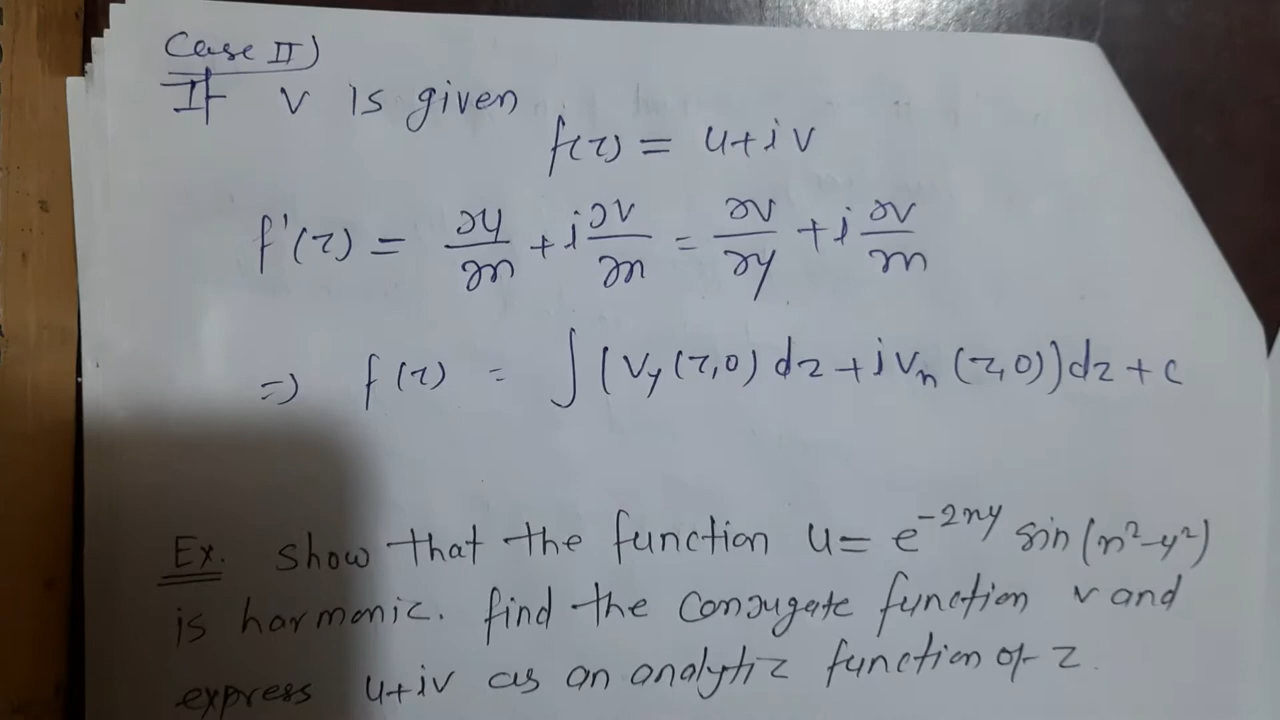 Case II)
If v is given
f(z) = u+iv
f'(z) = ∂u/∂x + i ∂v/∂x = ∂v/∂y + i ∂v/∂x
=) f(z) = ∫(Vy(z,0) dz + i Vx (z,0))dz + c
Ex. show that the function u= e^-2xy sin(x²-y²)
is harmonic. find the Conjugate function v and
express u+iv as an analytic function of z.